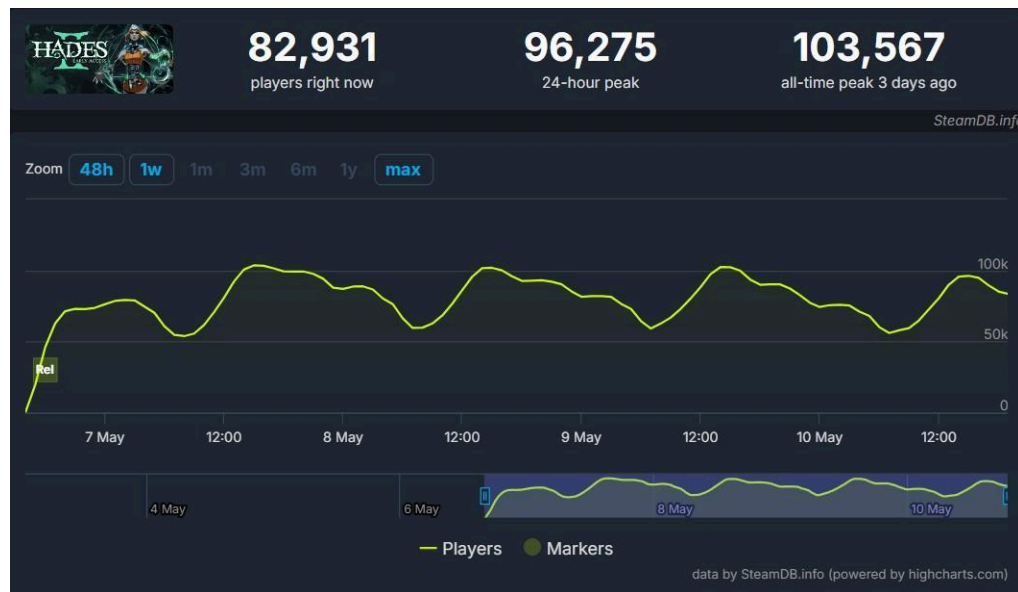 HADES
II
EARLY ACCESS
82,931
players right now
96,275
24-hour peak
103,567
all-time peak 3 days ago
SteamDB.info
Zoom 48h 1w 1m 3m 6m 1y max
100k
50k
Rel
0
7 May 12:00 8 May 12:00 9 May 12:00 10 May 12:00
4 May 6 May 8 May 10 May
Players Markers
data by SteamDB.info (powered by highcharts.com)